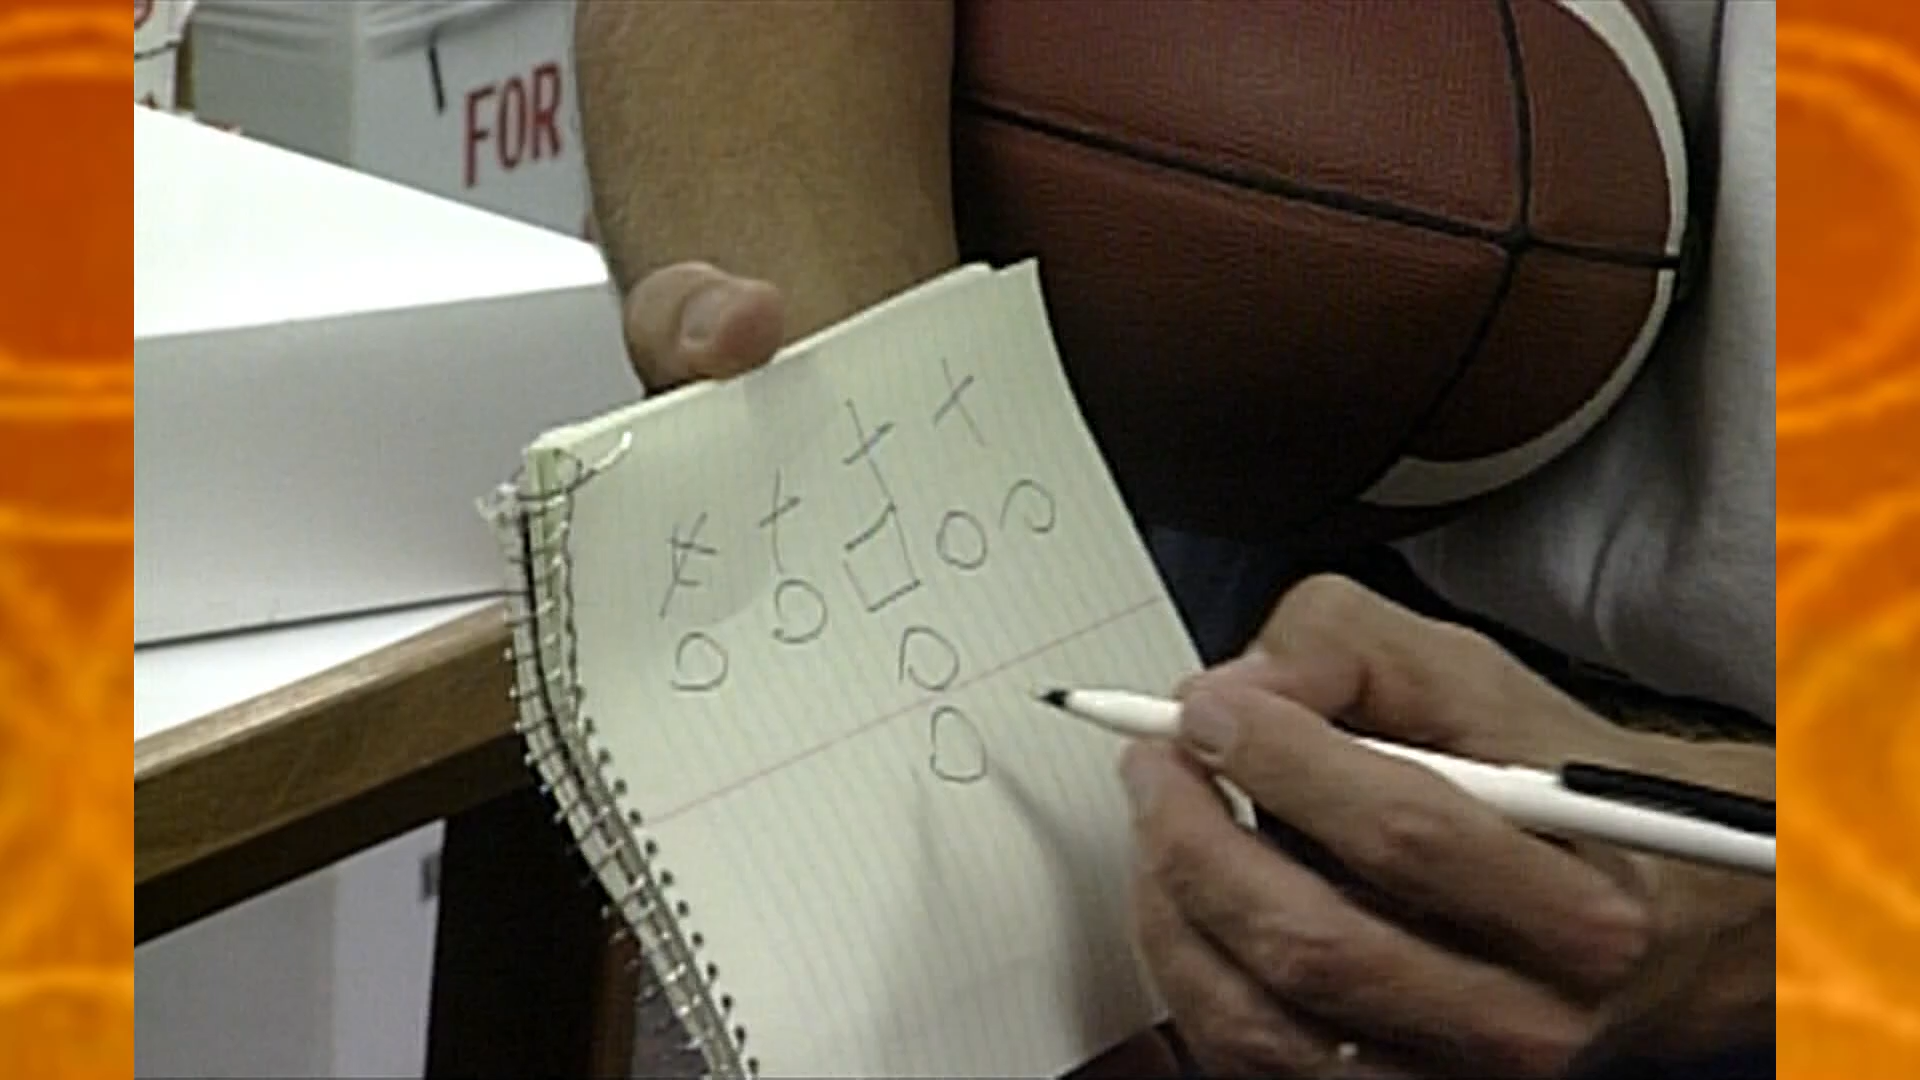 FOR
X X X X
O O □ O O
O
O